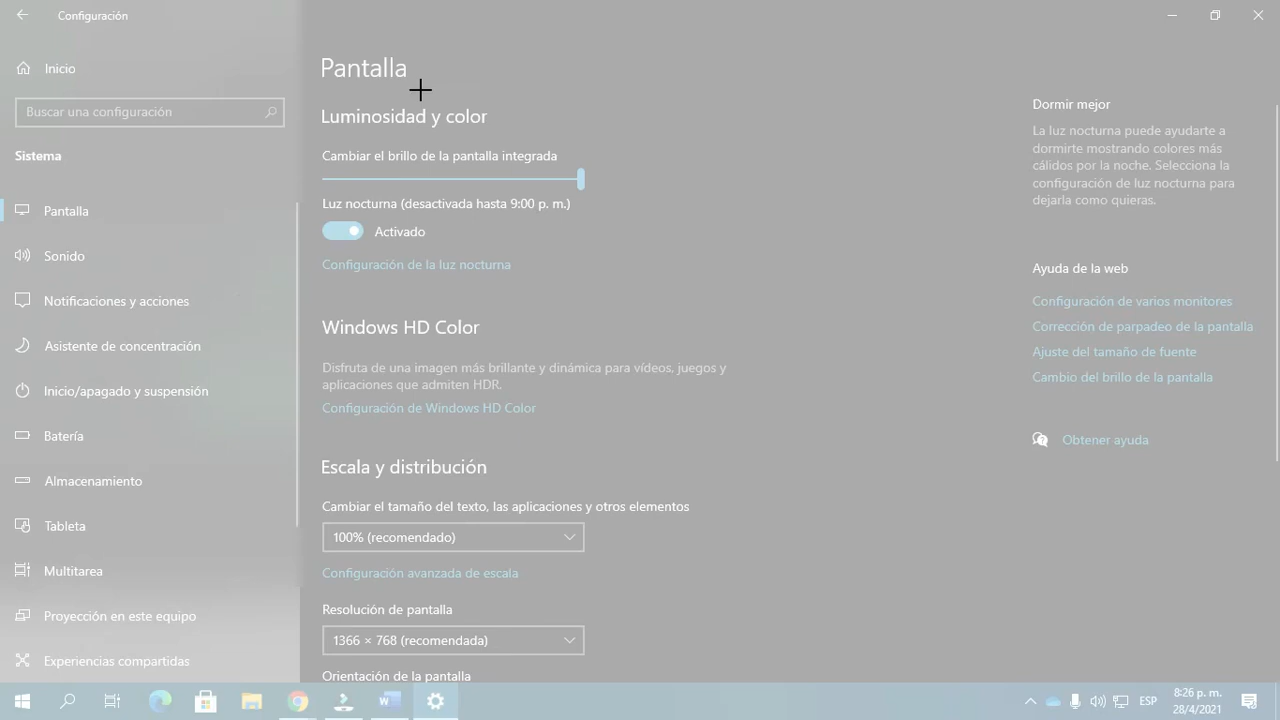 Configuración
Inicio
Buscar una configuración
Sistema
Pantalla
Sonido
Notificaciones y acciones
Asistente de concentración
Inicio/apagado y suspensión
Batería
Almacenamiento
Tableta
Multitarea
Proyección en este equipo
Experiencias compartidas
Pantalla
Luminosidad y color
Cambiar el brillo de la pantalla integrada
Luz nocturna (desactivada hasta 9:00 p. m.)
Activado
Configuración de la luz nocturna
Windows HD Color
Disfruta de una imagen más brillante y dinámica para vídeos, juegos y
aplicaciones que admiten HDR.
Configuración de Windows HD Color
Escala y distribución
Cambiar el tamaño del texto, las aplicaciones y otros elementos
100% (recomendado)
Configuración avanzada de escala
Resolución de pantalla
1366 × 768 (recomendada)
Orientación de la pantalla
Dormir mejor
La luz nocturna puede ayudarte a
dormirte mostrando colores más
cálidos por la noche. Selecciona la
configuración de luz nocturna para
dejarla como quieras.
Ayuda de la web
Configuración de varios monitores
Corrección de parpadeo de la pantalla
Ajuste del tamaño de fuente
Cambio del brillo de la pantalla
Obtener ayuda
W
ESP
8:26 p. m.
28/4/2021